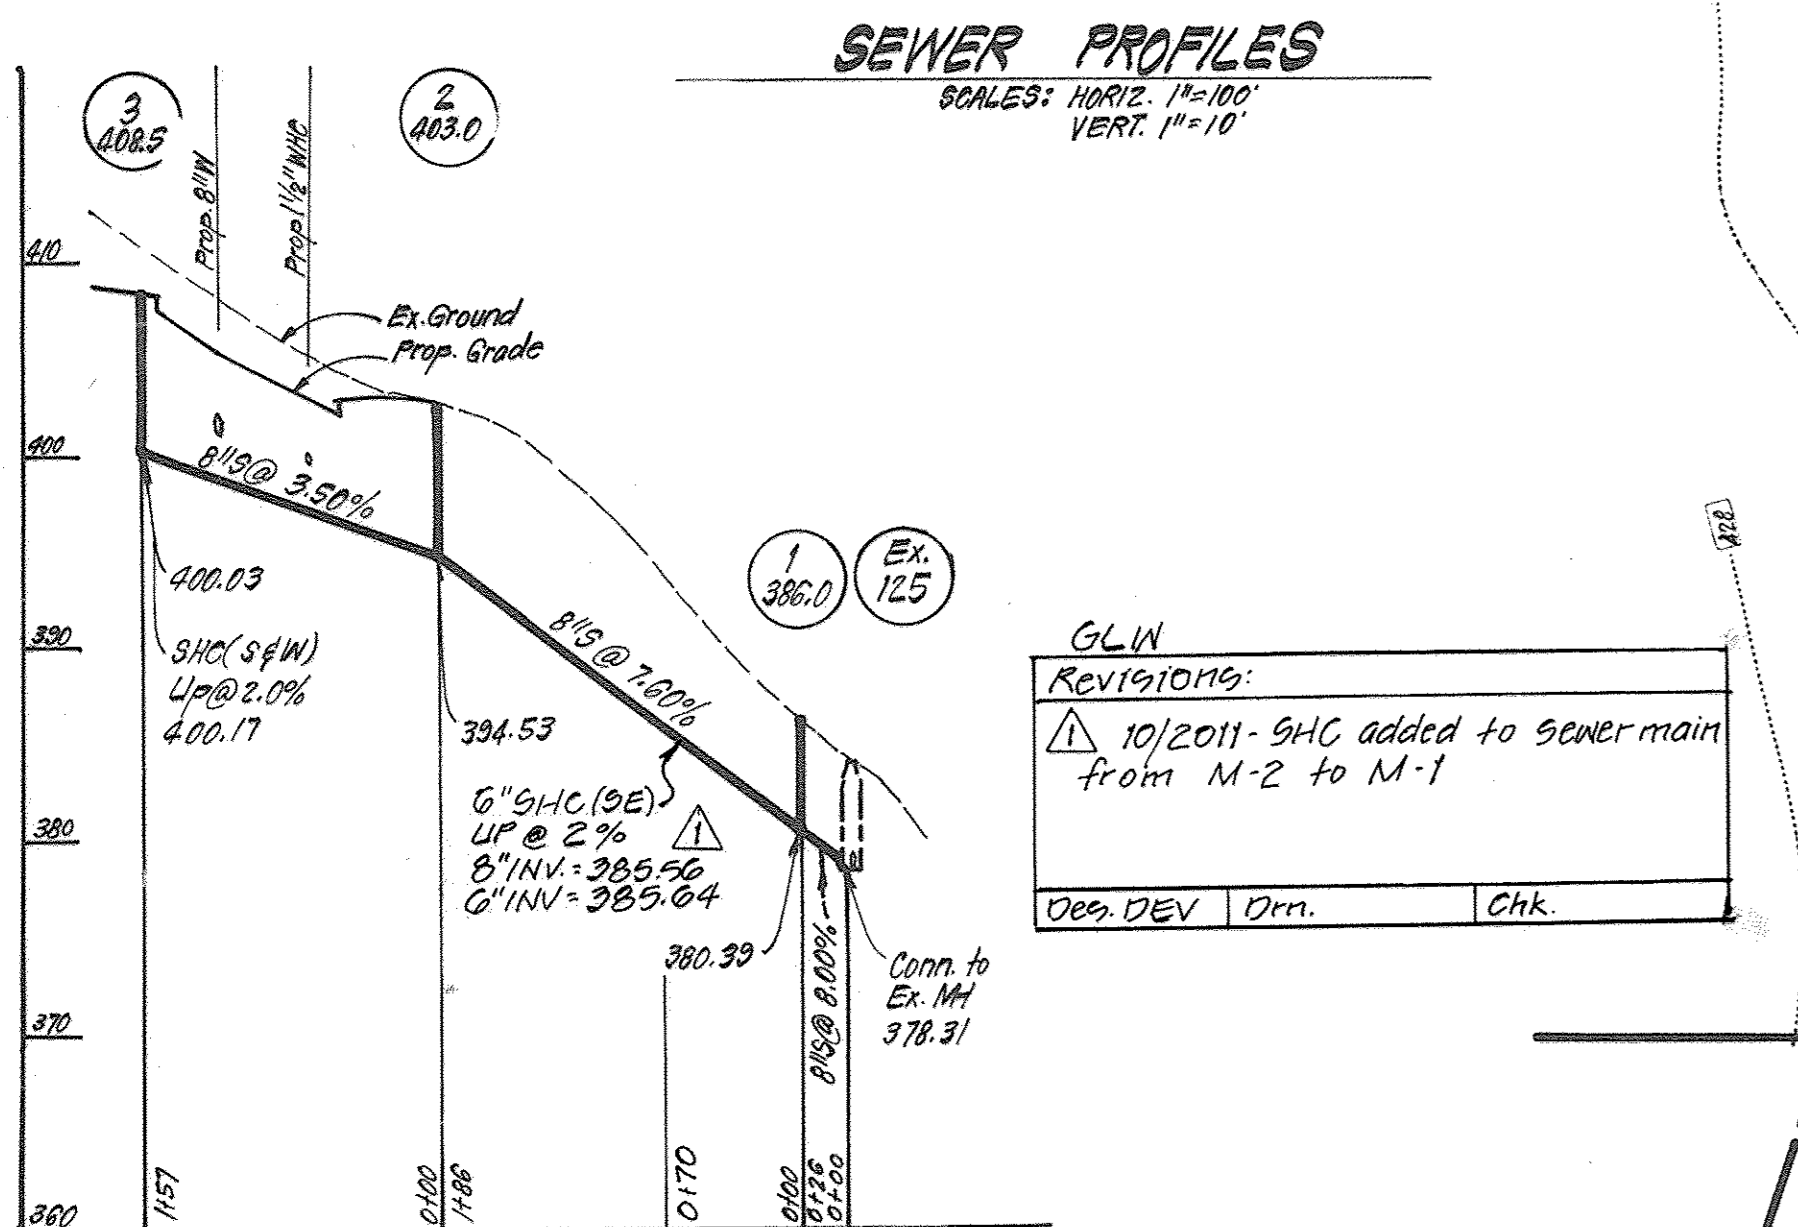 SEWER PROFILES
SCALES: HORIZ. 1"=100'
VERT. 1"=10'
3
408.5
2
403.0
Prop. 8"W
Prop 1 1/2" WHC
410
Ex. Ground
Prop. Grade
400
8"S@ 3.50%
400.03
1
386.0
Ex.
125
428
390
SHC (S&W)
Up@2.0%
400.17
8"S @ 7.60%
394.53
GLW
Revisions:
1 10/2011- SHC added to sewer main
from M-2 to M-1
Des. DEV
Drn.
Chk.
6" SHC (SE)
UP @ 2%
8" INV. = 385.56
6" INV = 385.64
1
380
380.39
8"S@ 8.00%
Conn. to
Ex. MH
378.31
370
360
1+57
0+00
1+86
0+70
0+00
0+26
0+00